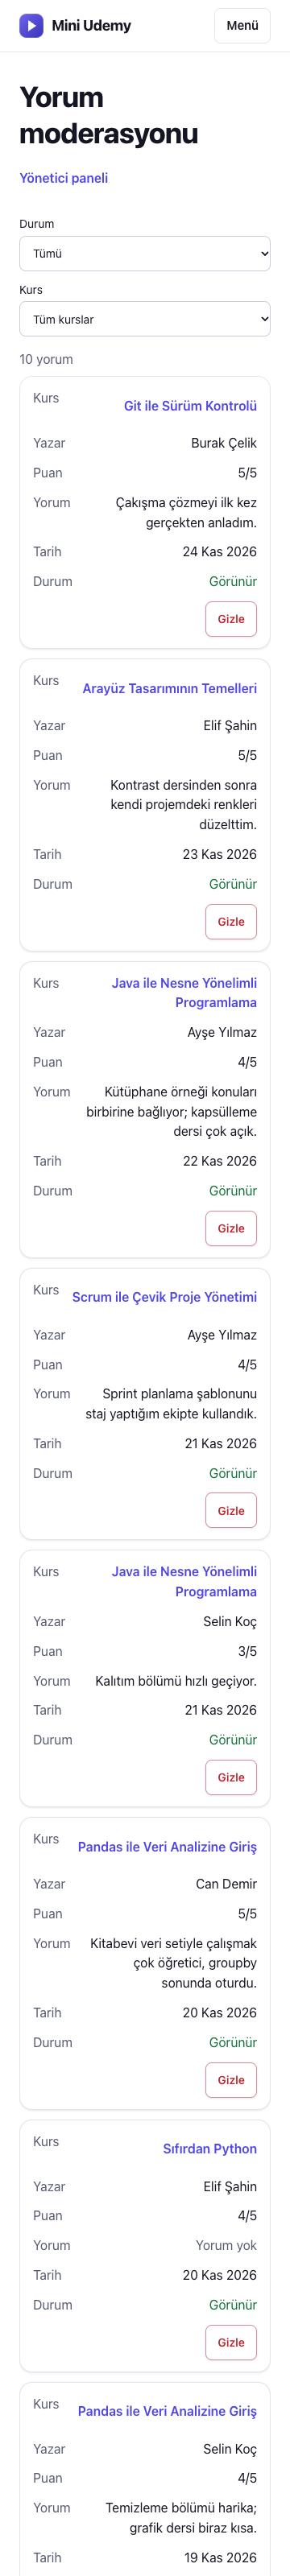 Mini Udemy
Menü
Yorum
moderasyonu
Yönetici paneli
Durum
Tümü
Kurs
Tüm kurslar
10 yorum
Kurs
Git ile Sürüm Kontrolü
Yazar
Burak Çelik
Puan
5/5
Yorum
Çakışma çözmeyi ilk kez
gerçekten anladım.
Tarih
24 Kas 2026
Durum
Görünür
Gizle
Kurs
Arayüz Tasarımının Temelleri
Yazar
Elif Şahin
Puan
5/5
Yorum
Kontrast dersinden sonra
kendi projemdeki renkleri
düzelttim.
Tarih
23 Kas 2026
Durum
Görünür
Gizle
Kurs
Java ile Nesne Yönelimli
Programlama
Yazar
Ayşe Yılmaz
Puan
4/5
Yorum
Kütüphane örneği konuları
birbirine bağlıyor; kapsülleme
dersi çok açık.
Tarih
22 Kas 2026
Durum
Görünür
Gizle
Kurs
Scrum ile Çevik Proje Yönetimi
Yazar
Ayşe Yılmaz
Puan
4/5
Yorum
Sprint planlama şablonunu
staj yaptığım ekipte kullandık.
Tarih
21 Kas 2026
Durum
Görünür
Gizle
Kurs
Java ile Nesne Yönelimli
Programlama
Yazar
Selin Koç
Puan
3/5
Yorum
Kalıtım bölümü hızlı geçiyor.
Tarih
21 Kas 2026
Durum
Görünür
Gizle
Kurs
Pandas ile Veri Analizine Giriş
Yazar
Can Demir
Puan
5/5
Yorum
Kitabevi veri setiyle çalışmak
çok öğretici, groupby
sonunda oturdu.
Tarih
20 Kas 2026
Durum
Görünür
Gizle
Kurs
Sıfırdan Python
Yazar
Elif Şahin
Puan
4/5
Yorum
Yorum yok
Tarih
20 Kas 2026
Durum
Görünür
Gizle
Kurs
Pandas ile Veri Analizine Giriş
Yazar
Selin Koç
Puan
4/5
Yorum
Temizleme bölümü harika;
grafik dersi biraz kısa.
Tarih
19 Kas 2026